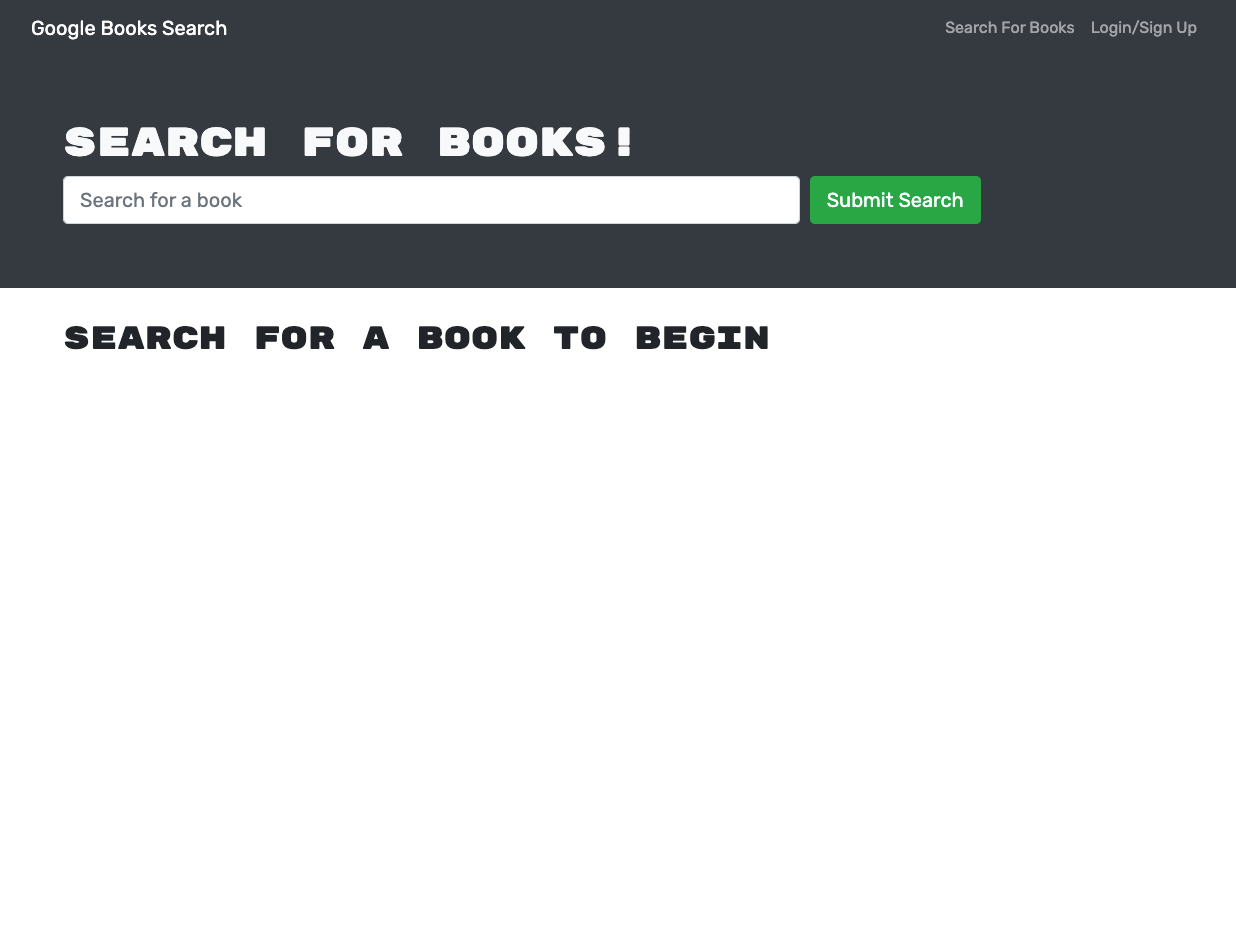 Google Books Search
Search For Books Login/Sign Up
SEARCH FOR BOOKS!
Search for a book
Submit Search
SEARCH FOR A BOOK TO BEGIN